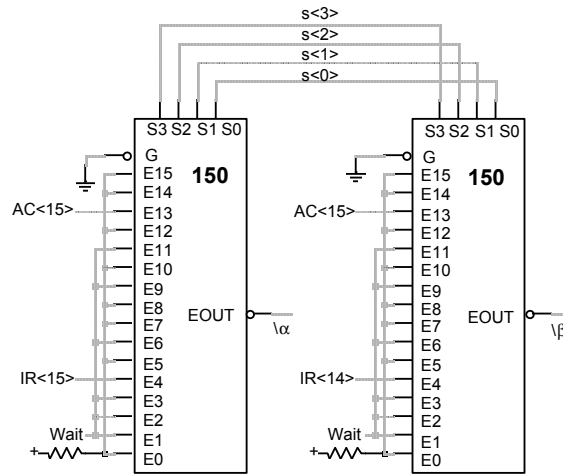 s<3>
s<2>
s<1>
s<0>
S3 S2 S1 S0
G
E15
150
E14
AC<15>
E13
E12
E11
E10
E9
E8
E7
EOUT
\α
E6
E5
IR<15>
E4
E3
E2
Wait
E1
+
E0
S3 S2 S1 S0
G
E15
150
E14
AC<15>
E13
E12
E11
E10
E9
E8
E7
EOUT
\β
E6
E5
IR<14>
E4
E3
E2
Wait
E1
+
E0